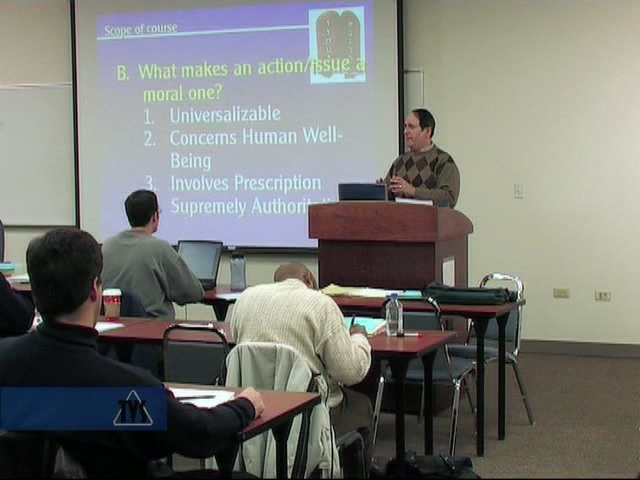 Scope of course
B. What makes an action/issue a
moral one?
1. Universalizable
2. Concerns Human Well-
Being
3. Involves Prescription
Supremely